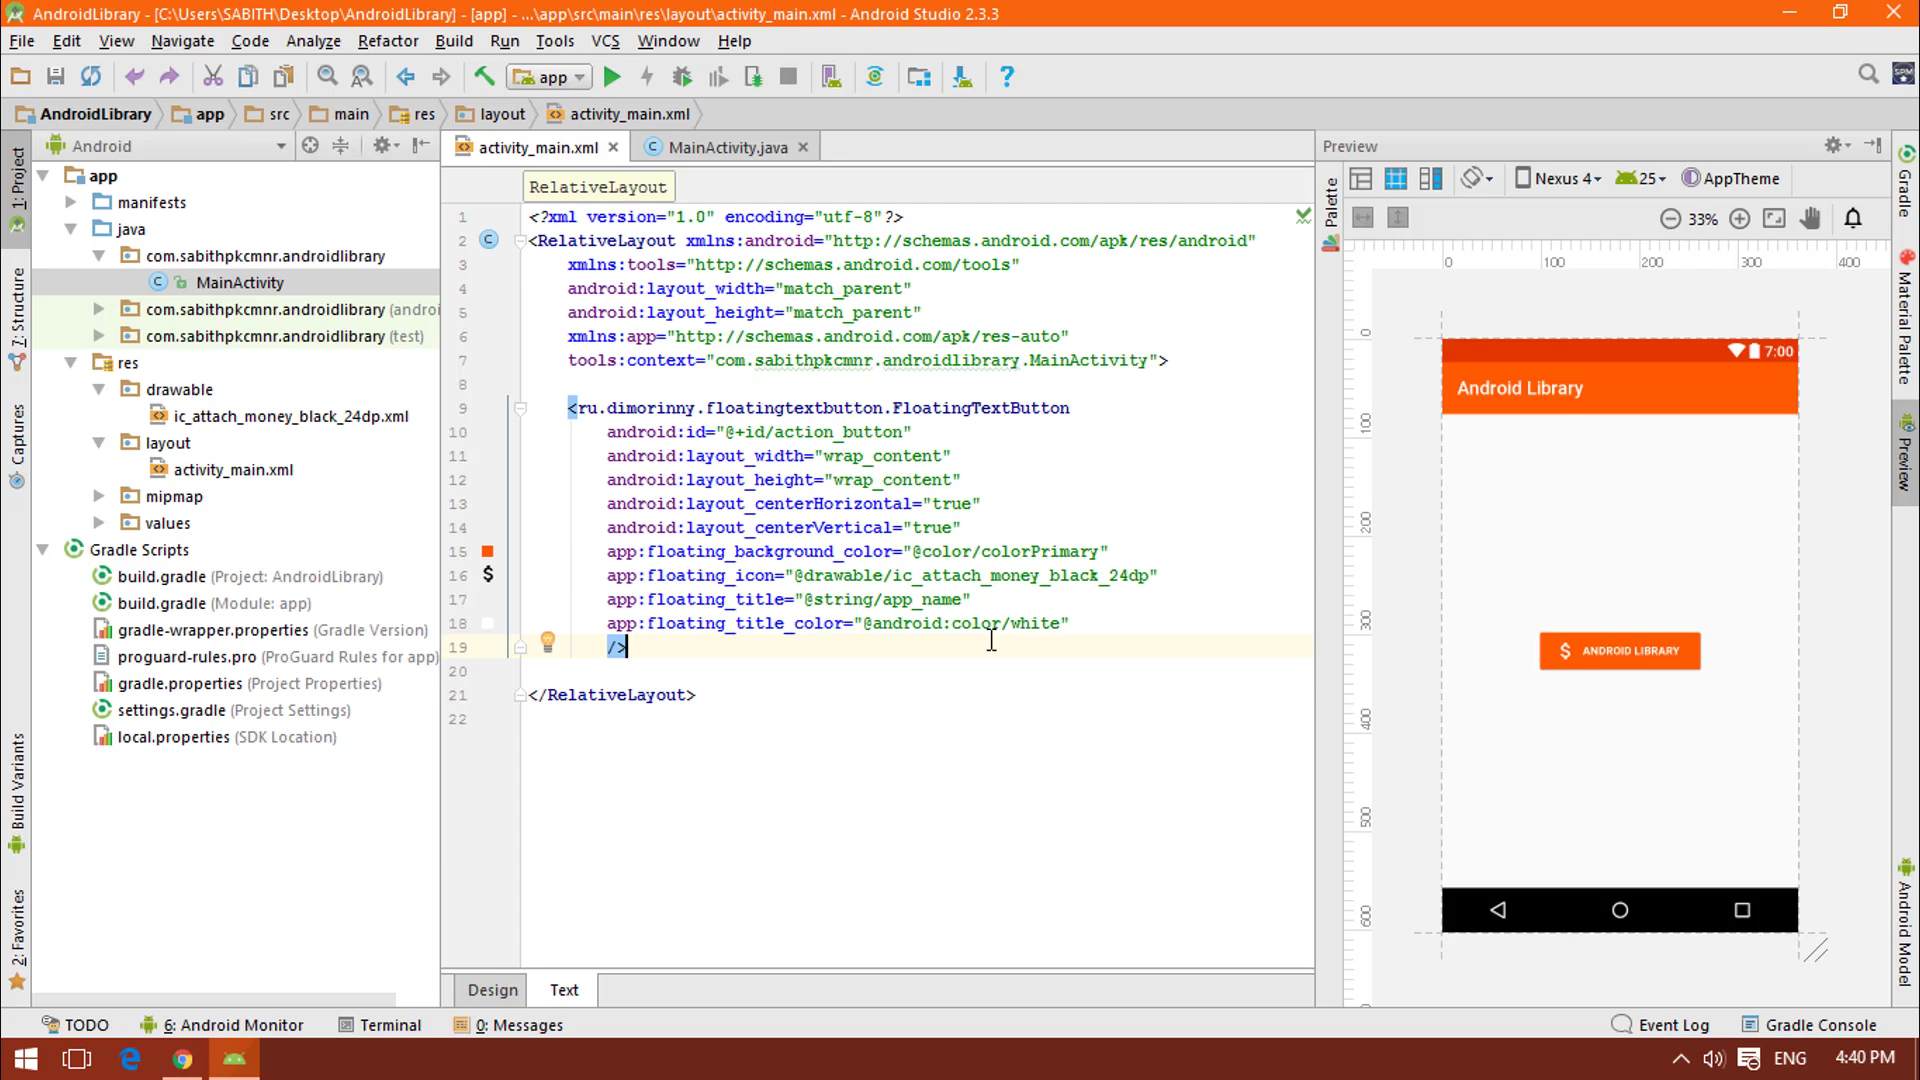 AndroidLibrary - [C:\Users\SABITH\Desktop\AndroidLibrary] - [app] - ...\app\src\main\res\layout\activity_main.xml - Android Studio 2.3.3
File Edit View Navigate Code Analyze Refactor Build Run Tools VCS Window Help
app
SPM
AndroidLibrary app src main res layout activity_main.xml
1: Project
7: Structure
Captures
Build Variants
2: Favorites
Android
app
manifests
java
com.sabithpkcmnr.androidlibrary
MainActivity
com.sabithpkcmnr.androidlibrary (androi
com.sabithpkcmnr.androidlibrary (test)
res
drawable
ic_attach_money_black_24dp.xml
layout
activity_main.xml
mipmap
values
Gradle Scripts
build.gradle (Project: AndroidLibrary)
build.gradle (Module: app)
gradle-wrapper.properties (Gradle Version)
proguard-rules.pro (ProGuard Rules for app)
gradle.properties (Project Properties)
settings.gradle (Project Settings)
local.properties (SDK Location)
activity_main.xml MainActivity.java
RelativeLayout
1 <?xml version="1.0" encoding="utf-8"?>
2 <RelativeLayout xmlns:android="http://schemas.android.com/apk/res/android"
3 xmlns:tools="http://schemas.android.com/tools"
4 android:layout_width="match_parent"
5 android:layout_height="match_parent"
6 xmlns:app="http://schemas.android.com/apk/res-auto"
7 tools:context="com.sabithpkcmnr.androidlibrary.MainActivity">
8
9 <ru.dimorinny.floatingtextbutton.FloatingTextButton
10 android:id="@+id/action_button"
11 android:layout_width="wrap_content"
12 android:layout_height="wrap_content"
13 android:layout_centerHorizontal="true"
14 android:layout_centerVertical="true"
15 app:floating_background_color="@color/colorPrimary"
16 $ app:floating_icon="@drawable/ic_attach_money_black_24dp"
17 app:floating_title="@string/app_name"
18 app:floating_title_color="@android:color/white"
19 />
20
21 </RelativeLayout>
22
Design Text
Preview
Palette
Nexus 4 25 AppTheme
33%
0 100 200 300 400
0
100
200
300
400
500
600
7:00
Android Library
$ ANDROID LIBRARY
Gradle
Material Palette
Preview
Android Model
TODO 6: Android Monitor Terminal 0: Messages Event Log Gradle Console
ENG 4:40 PM